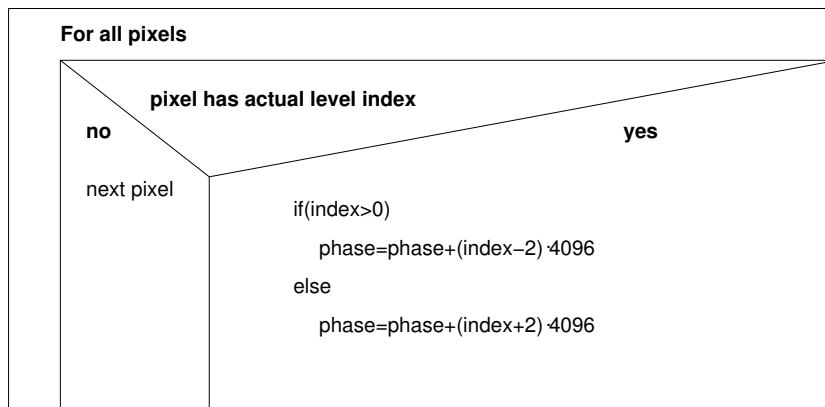 For all pixels
pixel has actual level index
no
yes
next pixel
if(index>0)
phase=phase+(index−2)·4096
else
phase=phase+(index+2)·4096